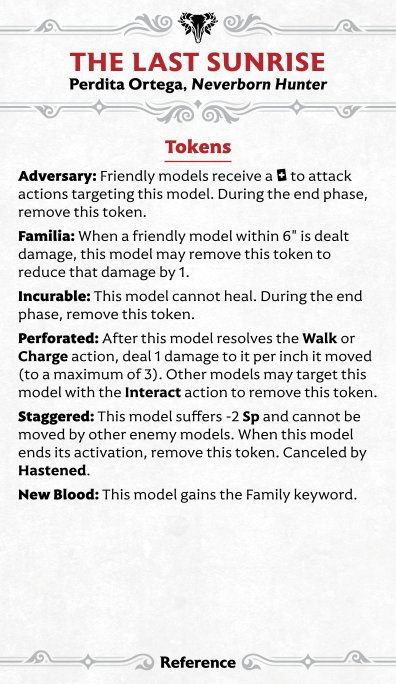 THE LAST SUNRISE
Perdita Ortega, Neverborn Hunter
Tokens
Adversary: Friendly models receive a to attack
actions targeting this model. During the end phase,
remove this token.
Familia: When a friendly model within 6" is dealt
damage, this model may remove this token to
reduce that damage by 1.
Incurable: This model cannot heal. During the end
phase, remove this token.
Perforated: After this model resolves the Walk or
Charge action, deal 1 damage to it per inch it moved
(to a maximum of 3). Other models may target this
model with the Interact action to remove this token.
Staggered: This model suffers -2 Sp and cannot be
moved by other enemy models. When this model
ends its activation, remove this token. Canceled by
Hastened.
New Blood: This model gains the Family keyword.
Reference